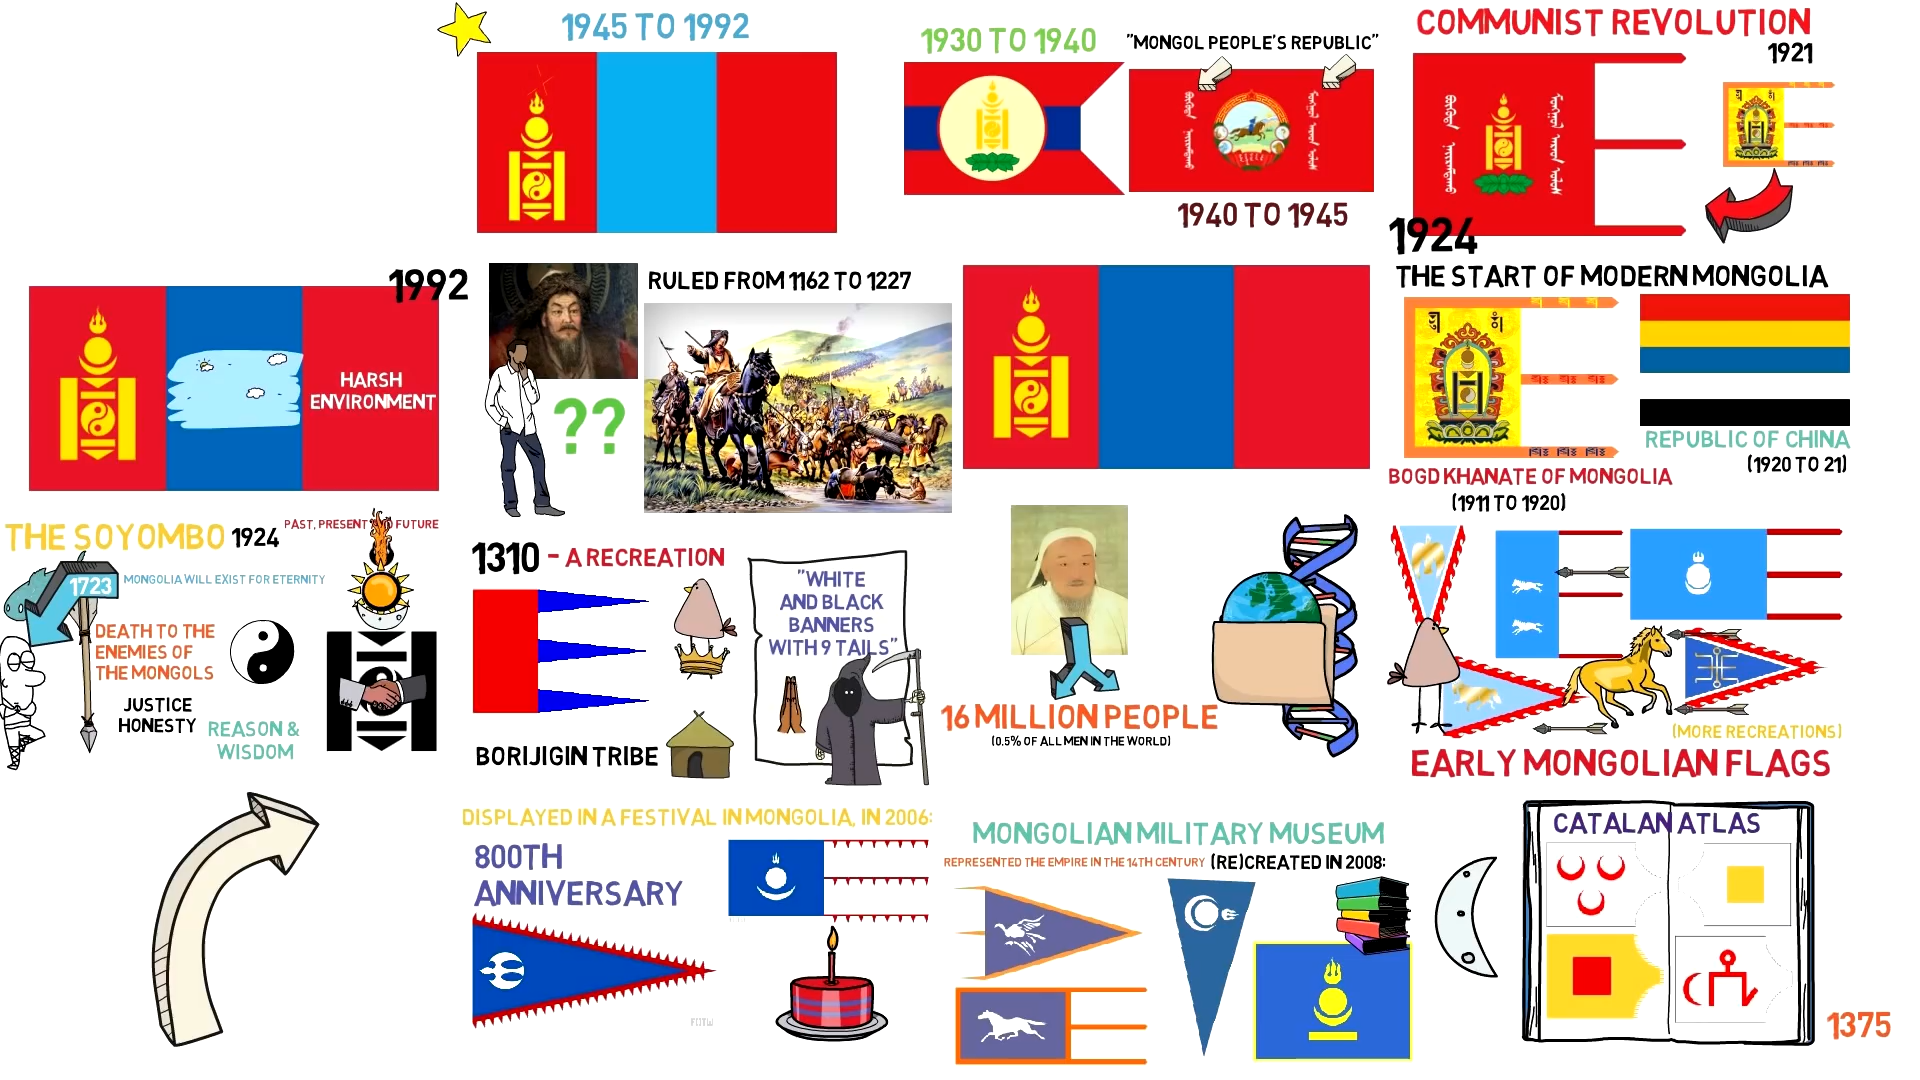 1945 TO 1992
1930 TO 1940
"MONGOL PEOPLE'S REPUBLIC"
1940 TO 1945
COMMUNIST REVOLUTION
1921
1924
THE START OF MODERN MONGOLIA
REPUBLIC OF CHINA
(1920 TO 21)
BOGD KHANATE OF MONGOLIA
(1911 TO 1920)
1992
HARSH
ENVIRONMENT
RULED FROM 1162 TO 1227
??
THE SOYOMBO 1924
PAST, PRESENT FUTURE
1723
MONGOLIA WILL EXIST FOR ETERNITY
DEATH TO THE
ENEMIES OF
THE MONGOLS
JUSTICE
HONESTY
REASON &
WISDOM
1310 - A RECREATION
BORIJIGIN TRIBE
"WHITE
AND BLACK
BANNERS
WITH 9 TAILS"
16 MILLION PEOPLE
(0.5% OF ALL MEN IN THE WORLD)
(MORE RECREATIONS)
EARLY MONGOLIAN FLAGS
DISPLAYED IN A FESTIVAL IN MONGOLIA, IN 2006:
800TH
ANNIVERSARY
FOTW
MONGOLIAN MILITARY MUSEUM
REPRESENTED THE EMPIRE IN THE 14TH CENTURY (RE)CREATED IN 2008:
CATALAN ATLAS
1375